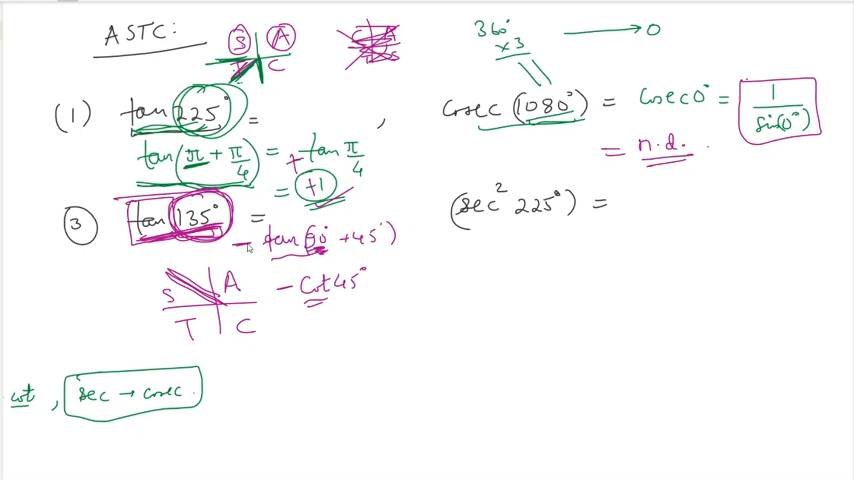 ASTC:
S A
T C
(1) tan 225° =
tan(π + π/4) = + tan π/4
= +1
③ tan 135° =
- tan(90° + 45°)
- cot 45°
S A
T C
cot , sec → cosec
360°
x 3 → 0
, cosec (1080°) = cosec 0° = 1/sin(0°)
= n.d.
(sec² 225°) =